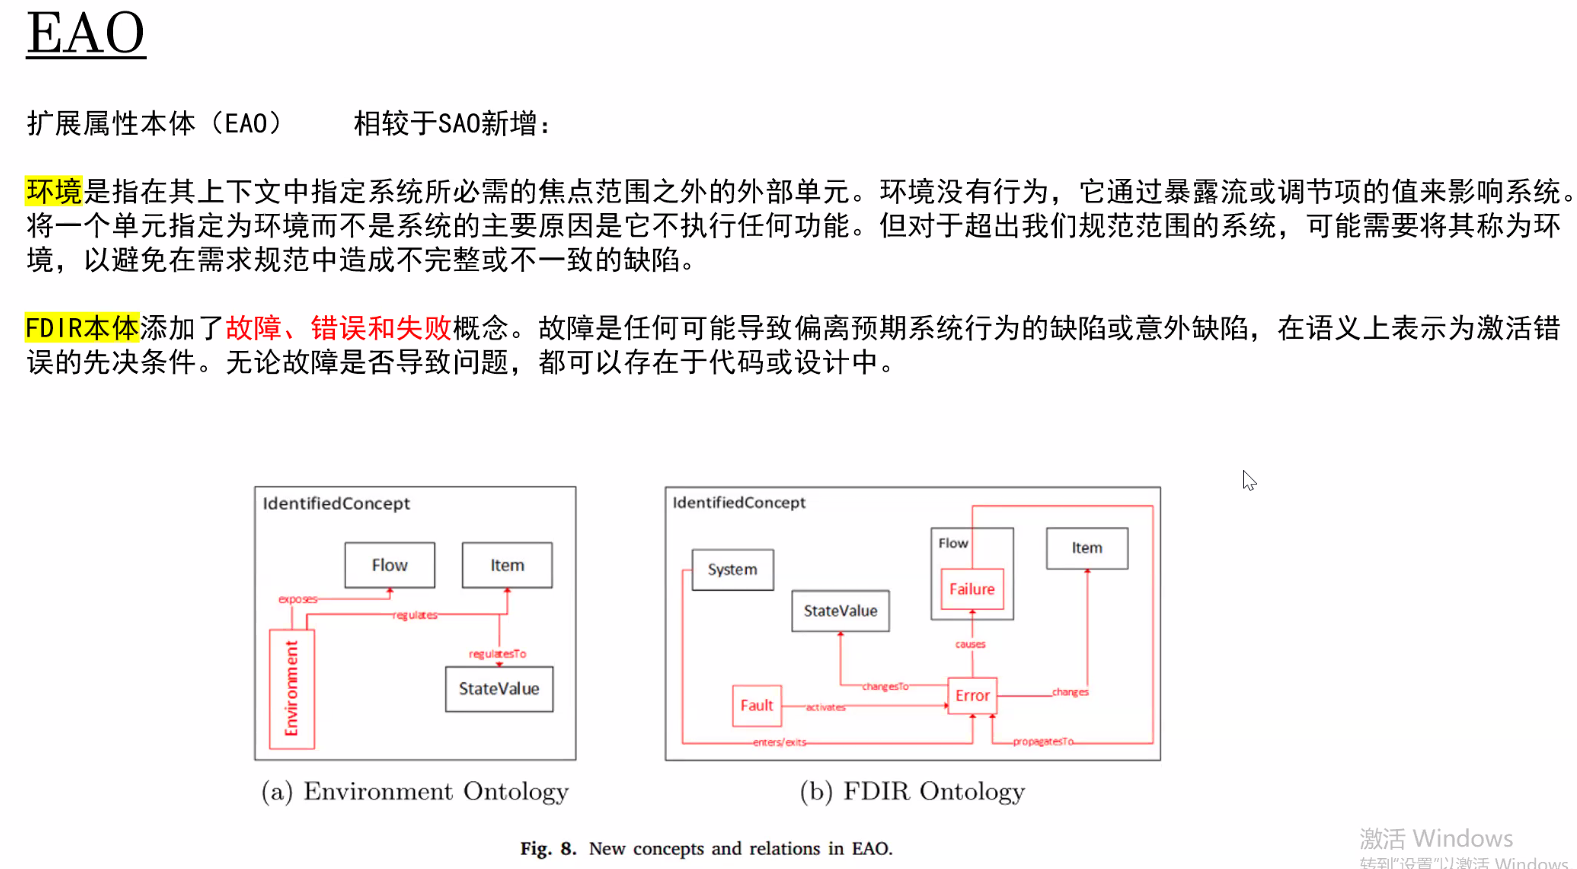 EAO
扩展属性本体（EAO） 相较于SAO新增：
环境是指在其上下文中指定系统所必需的焦点范围之外的外部单元。环境没有行为，它通过暴露流或调节项的值来影响系统。
将一个单元指定为环境而不是系统的主要原因是它不执行任何功能。但对于超出我们规范范围的系统，可能需要将其称为环
境，以避免在需求规范中造成不完整或不一致的缺陷。
FDIR本体添加了故障、错误和失败概念。故障是任何可能导致偏离预期系统行为的缺陷或意外缺陷，在语义上表示为激活错
误的先决条件。无论故障是否导致问题，都可以存在于代码或设计中。
IdentifiedConcept
Flow
Item
exposes
regulates
regulatesTo
Environment
StateValue
(a) Environment Ontology
IdentifiedConcept
System
Flow
Item
Failure
StateValue
causes
changesTo
Fault
activates
Error
changes
enters/exits
propagatesTo
(b) FDIR Ontology
Fig. 8. New concepts and relations in EAO.
激活 Windows
转到"设置"以激活 Windows